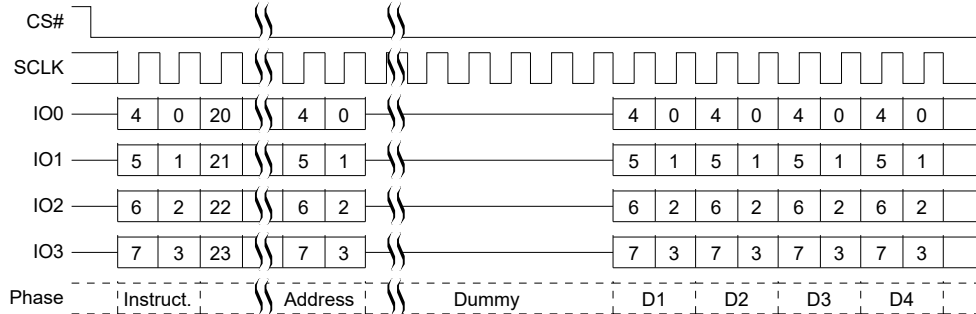 CS#
SCLK
IO0 4 0 20 4 0 4 0 4 0 4 0 4 0
IO1 5 1 21 5 1 5 1 5 1 5 1 5 1
IO2 6 2 22 6 2 6 2 6 2 6 2 6 2
IO3 7 3 23 7 3 7 3 7 3 7 3 7 3
Phase Instruct. Address Dummy D1 D2 D3 D4